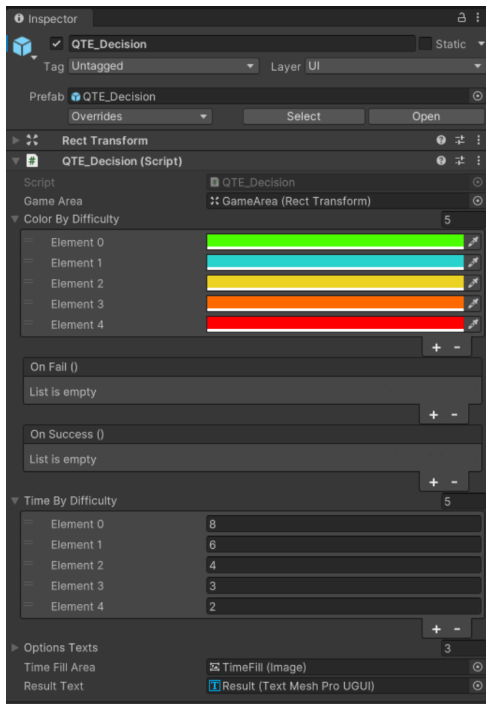 Inspector
QTE_Decision Static
Tag Untagged Layer UI
Prefab QTE_Decision
Overrides Select Open
Rect Transform
# QTE_Decision (Script)
Script QTE_Decision
Game Area GameArea (Rect Transform)
Color By Difficulty 5
Element 0
Element 1
Element 2
Element 3
Element 4
+ -
On Fail ()
List is empty
+ -
On Success ()
List is empty
+ -
Time By Difficulty 5
Element 0 8
Element 1 6
Element 2 4
Element 3 3
Element 4 2
+ -
Options Texts 3
Time Fill Area TimeFill (Image)
Result Text Result (Text Mesh Pro UGUI)